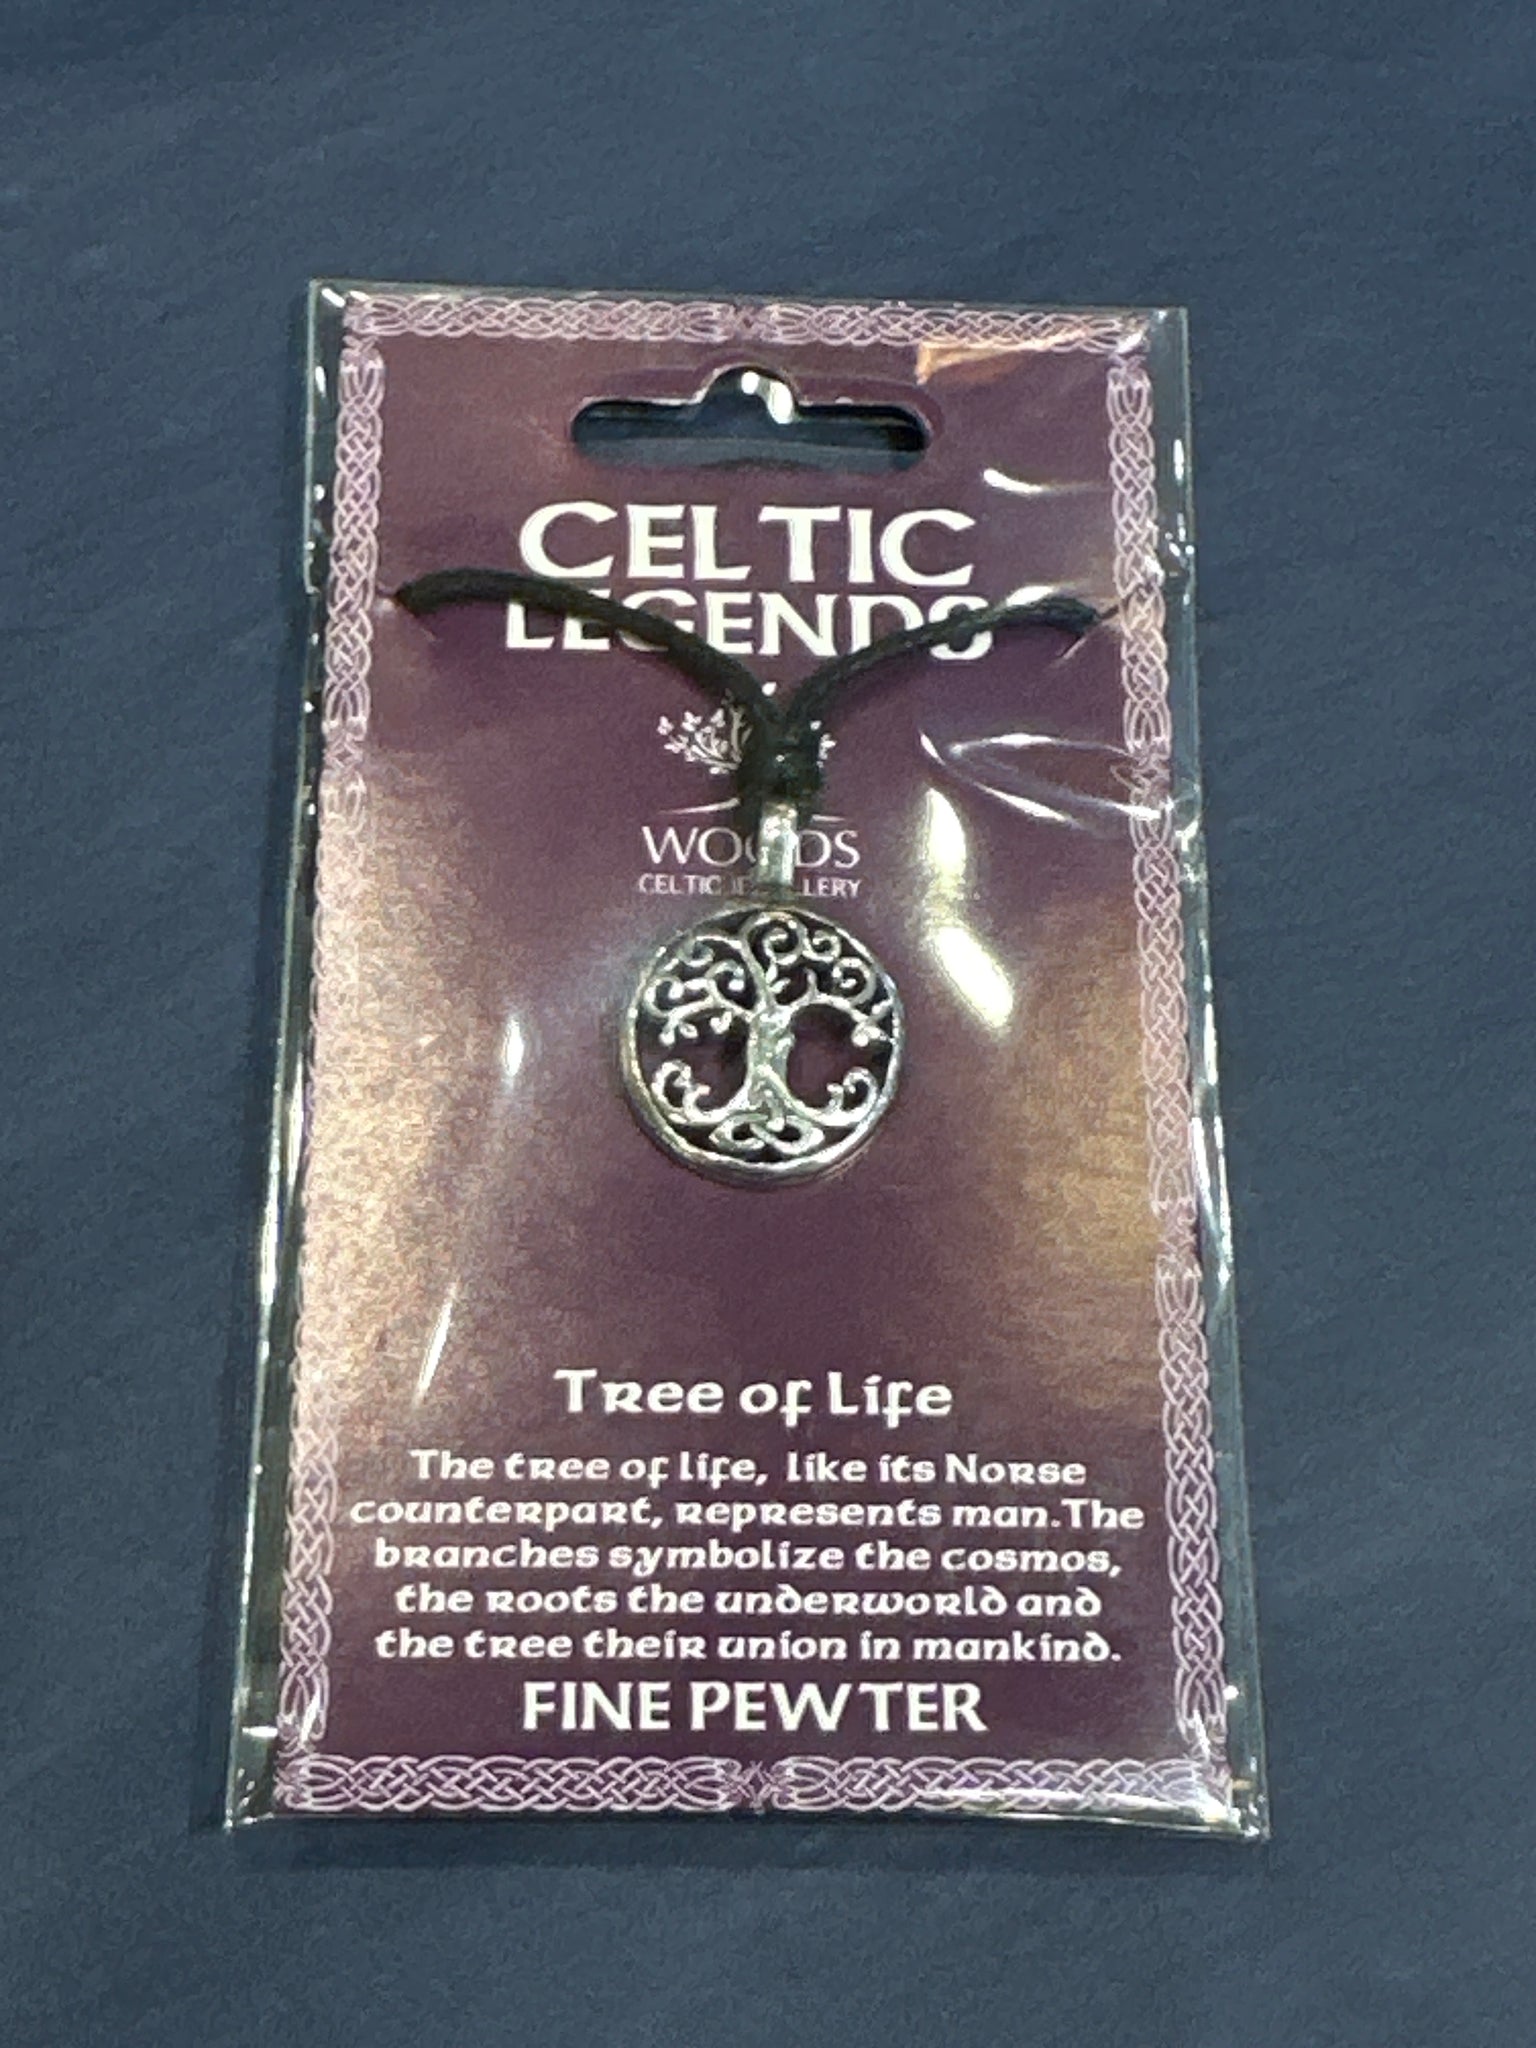 CELTIC
LEGENDS
WOODS
CELTIC JEWELLERY
Tree of Life
The tree of life, like its Norse
counterpart, represents man.The
branches symbolize the cosmos,
the roots the underworld and
the tree their union in mankind.
FINE PEWTER